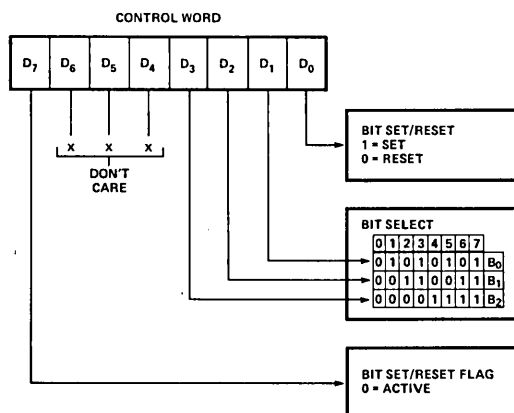 CONTROL WORD
D7 D6 D5 D4 D3 D2 D1 D0
X X X
DON'T
CARE
BIT SET/RESET
1 = SET
0 = RESET
BIT SELECT
0 1 2 3 4 5 6 7
0 1 0 1 0 1 0 1 B0
0 0 1 1 0 0 1 1 B1
0 0 0 0 1 1 1 1 B2
BIT SET/RESET FLAG
0 = ACTIVE